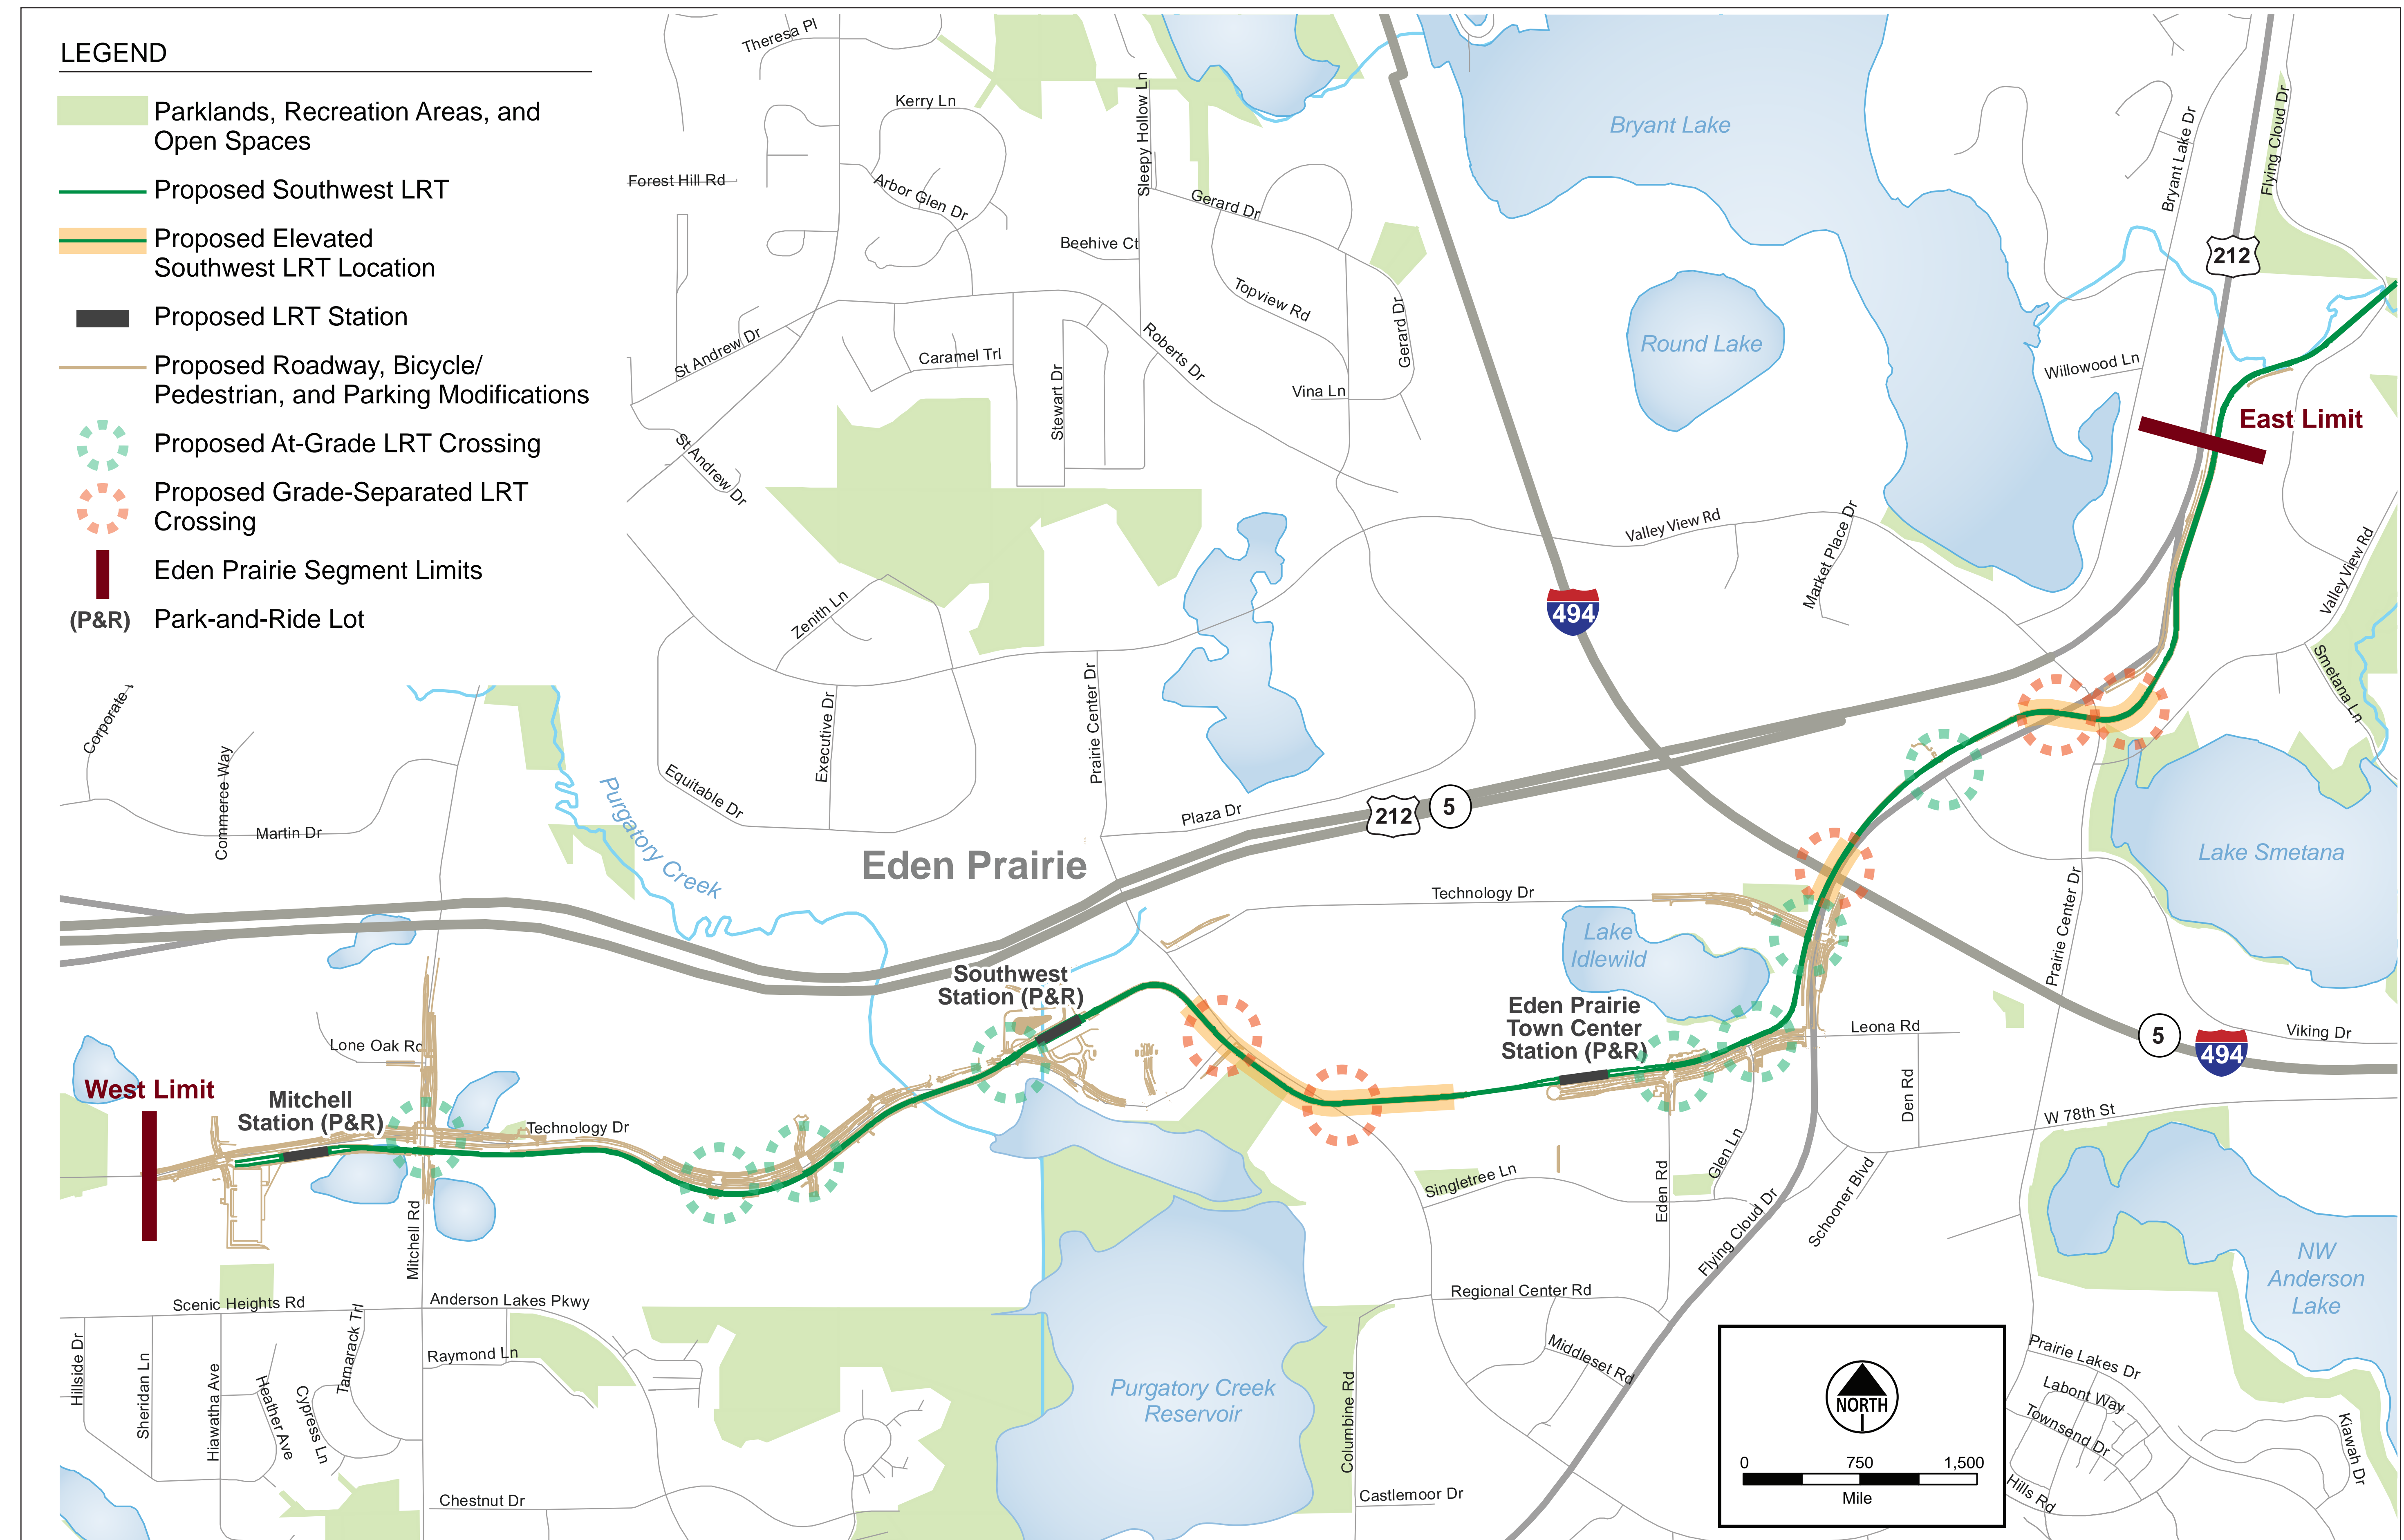 LEGEND
Parklands, Recreation Areas, and
Open Spaces
Proposed Southwest LRT
Proposed Elevated
Southwest LRT Location
Proposed LRT Station
Proposed Roadway, Bicycle/
Pedestrian, and Parking Modifications
Proposed At-Grade LRT Crossing
Proposed Grade-Separated LRT
Crossing
Eden Prairie Segment Limits
(P&R) Park-and-Ride Lot
Theresa Pl
Kerry Ln
Sleepy Hollow Ln
Forest Hill Rd
Arbor Glen Dr
Gerard Dr
Beehive Ct
Topview Rd
Gerard Dr
St Andrew Dr
Caramel Trl
Roberts Dr
Stewart Dr
Vina Ln
St Andrew Dr
Bryant Lake
Round Lake
Bryant Lake Dr
Flying Cloud Dr
212
Willowood Ln
East Limit
Valley View Rd
Market Place Dr
Valley View Rd
494
Smetana Ln
Zenith Ln
Executive Dr
Prairie Center Dr
Equitable Dr
Plaza Dr
212
5
Corporate
Commerce Way
Martin Dr
Purgatory Creek
Eden Prairie
Technology Dr
Lake
Idlewild
Lake Smetana
Prairie Center Dr
Southwest
Station (P&R)
Eden Prairie
Town Center
Station (P&R)
Leona Rd
5
494
Viking Dr
Lone Oak Rd
West Limit
Mitchell
Station (P&R)
Technology Dr
Den Rd
W 78th St
Mitchell Rd
Singletree Ln
Eden Rd
Glen Ln
Flying Cloud Dr
Schooner Blvd
NW
Anderson
Lake
Scenic Heights Rd
Anderson Lakes Pkwy
Regional Center Rd
Hillside Dr
Sheridan Ln
Hiawatha Ave
Heather Ave
Cypress Ln
Tamarack Trl
Raymond Ln
Middleset Rd
Purgatory Creek
Reservoir
Columbine Rd
Chestnut Dr
Castlemoor Dr
Prairie Lakes Dr
Labont Way
Townsend Dr
Hills Rd
Kiawah Dr
NORTH
0 750 1,500
Mile